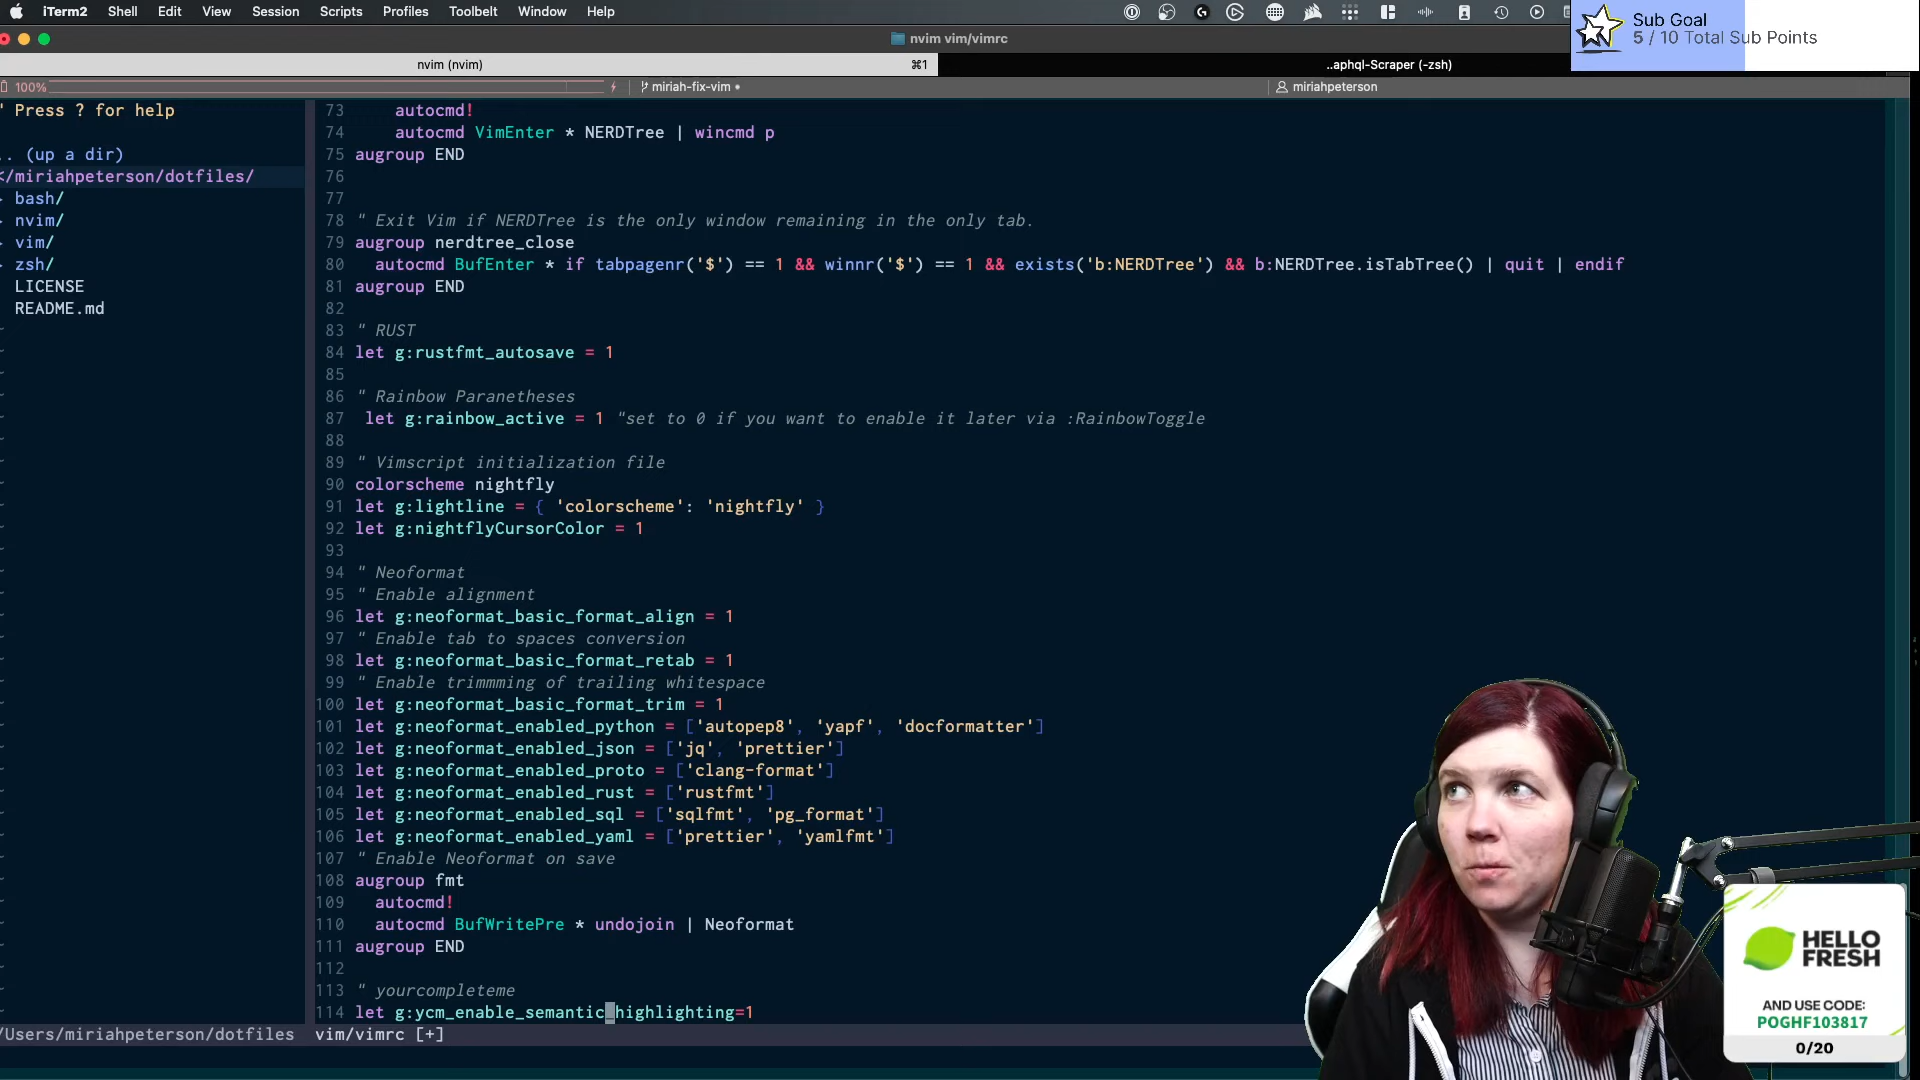 iTerm2 Shell Edit View Session Scripts Profiles Toolbelt Window Help
Sub Goal
5 / 10 Total Sub Points
nvim vim/vimrc
nvim (nvim) ⌘1 ..aphql-Scraper (-zsh)
100% miriah-fix-vim • miriahpeterson
" Press ? for help
.. (up a dir)
</miriahpeterson/dotfiles/
bash/
nvim/
vim/
zsh/
LICENSE
README.md
73 autocmd!
74 autocmd VimEnter * NERDTree | wincmd p
75 augroup END
76
77
78 " Exit Vim if NERDTree is the only window remaining in the only tab.
79 augroup nerdtree_close
80 autocmd BufEnter * if tabpagenr('$') == 1 && winnr('$') == 1 && exists('b:NERDTree') && b:NERDTree.isTabTree() | quit | endif
81 augroup END
82
83 " RUST
84 let g:rustfmt_autosave = 1
85
86 " Rainbow Paranetheses
87 let g:rainbow_active = 1 "set to 0 if you want to enable it later via :RainbowToggle
88
89 " Vimscript initialization file
90 colorscheme nightfly
91 let g:lightline = { 'colorscheme': 'nightfly' }
92 let g:nightflyCursorColor = 1
93
94 " Neoformat
95 " Enable alignment
96 let g:neoformat_basic_format_align = 1
97 " Enable tab to spaces conversion
98 let g:neoformat_basic_format_retab = 1
99 " Enable trimmming of trailing whitespace
100 let g:neoformat_basic_format_trim = 1
101 let g:neoformat_enabled_python = ['autopep8', 'yapf', 'docformatter']
102 let g:neoformat_enabled_json = ['jq', 'prettier']
103 let g:neoformat_enabled_proto = ['clang-format']
104 let g:neoformat_enabled_rust = ['rustfmt']
105 let g:neoformat_enabled_sql = ['sqlfmt', 'pg_format']
106 let g:neoformat_enabled_yaml = ['prettier', 'yamlfmt']
107 " Enable Neoformat on save
108 augroup fmt
109 autocmd!
110 autocmd BufWritePre * undojoin | Neoformat
111 augroup END
112
113 " yourcompleteme
114 let g:ycm_enable_semantic_highlighting=1
/Users/miriahpeterson/dotfiles vim/vimrc [+]
HELLO
FRESH
AND USE CODE:
POGHF103817
0/20